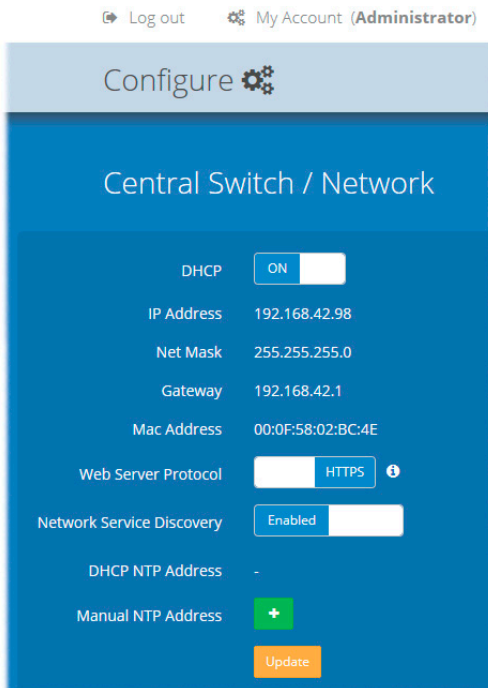 Log out My Account (Administrator)
Configure
Central Switch / Network
DHCP ON
IP Address 192.168.42.98
Net Mask 255.255.255.0
Gateway 192.168.42.1
Mac Address 00:0F:58:02:BC:4E
Web Server Protocol HTTPS
Network Service Discovery Enabled
DHCP NTP Address -
Manual NTP Address +
Update